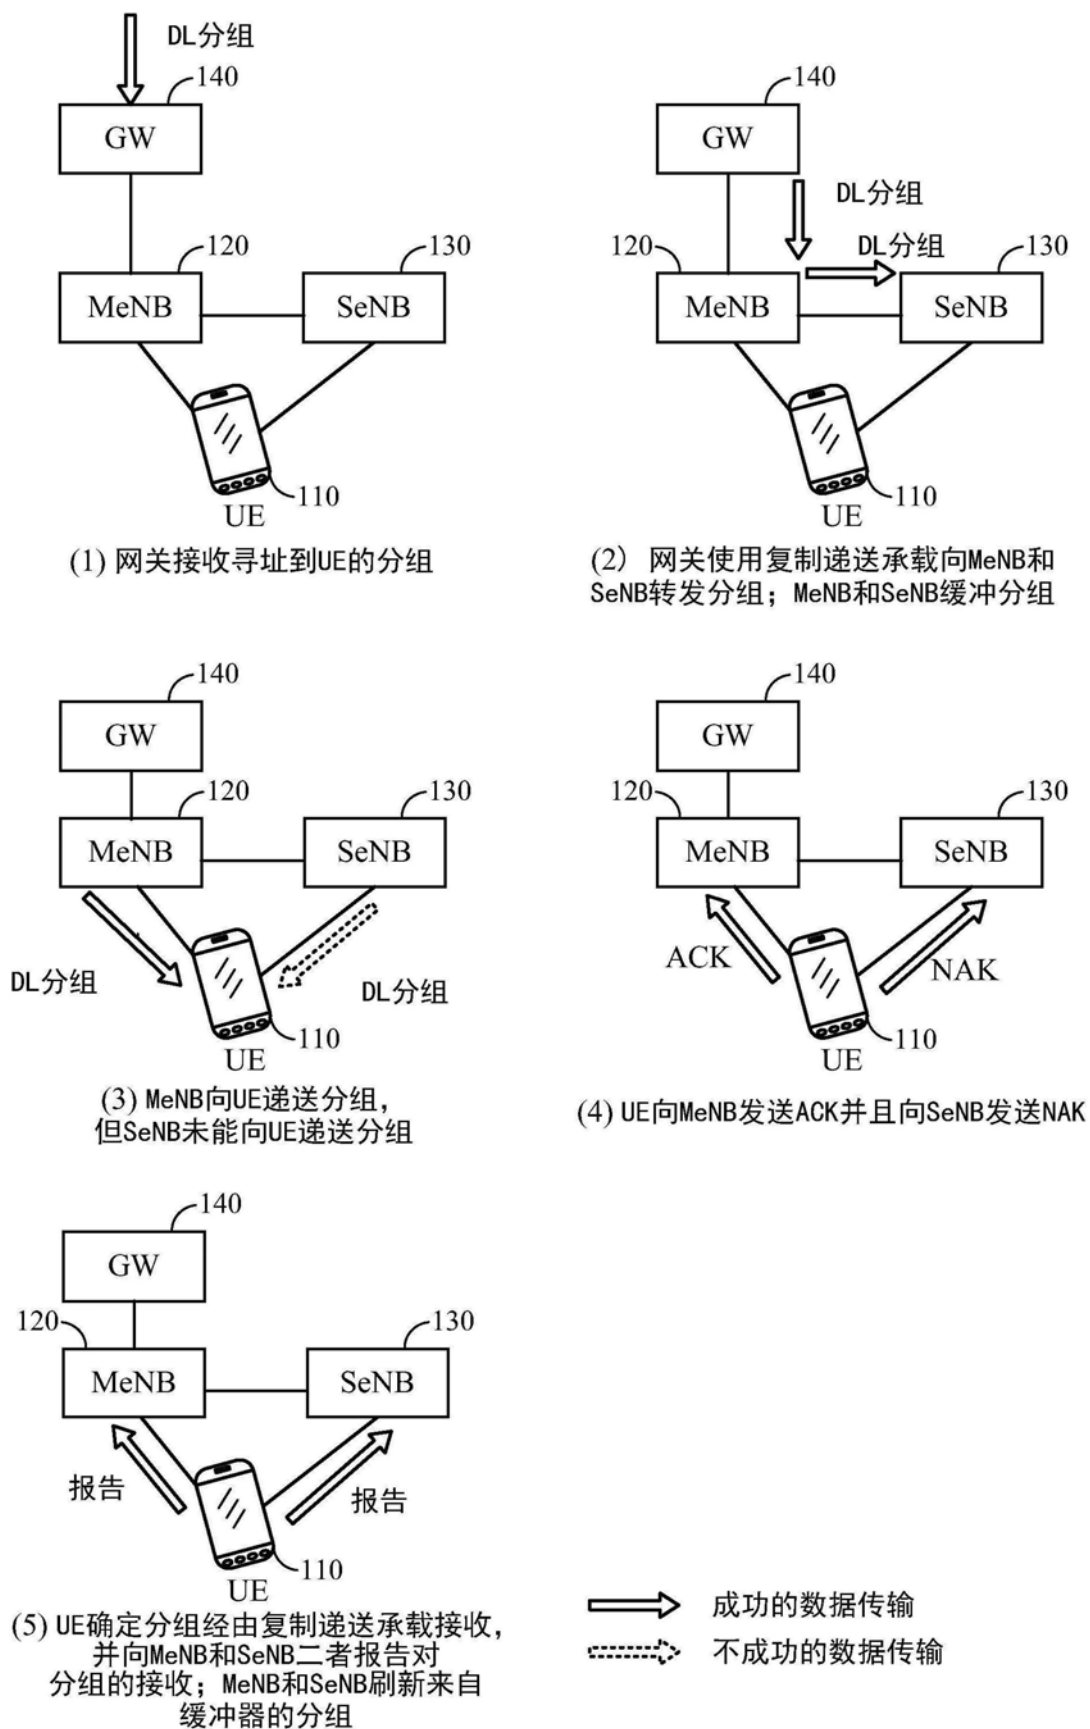 DL分组
140
GW
120
130
MeNB
SeNB
110
UE
(1) 网关接收寻址到UE的分组
140
GW
DL分组
DL分组
120
130
MeNB
SeNB
110
UE
(2) 网关使用复制递送承载向MeNB和
SeNB转发分组；MeNB和SeNB缓冲分组
140
GW
120
130
MeNB
SeNB
DL分组
DL分组
110
UE
(3) MeNB向UE递送分组，
但SeNB未能向UE递送分组
140
GW
120
130
MeNB
SeNB
ACK
NAK
110
UE
(4) UE向MeNB发送ACK并且向SeNB发送NAK
140
GW
120
130
MeNB
SeNB
报告
报告
110
UE
(5) UE确定分组经由复制递送承载接收，
并向MeNB和SeNB二者报告对
分组的接收；MeNB和SeNB刷新来自
缓冲器的分组
成功的数据传输
不成功的数据传输